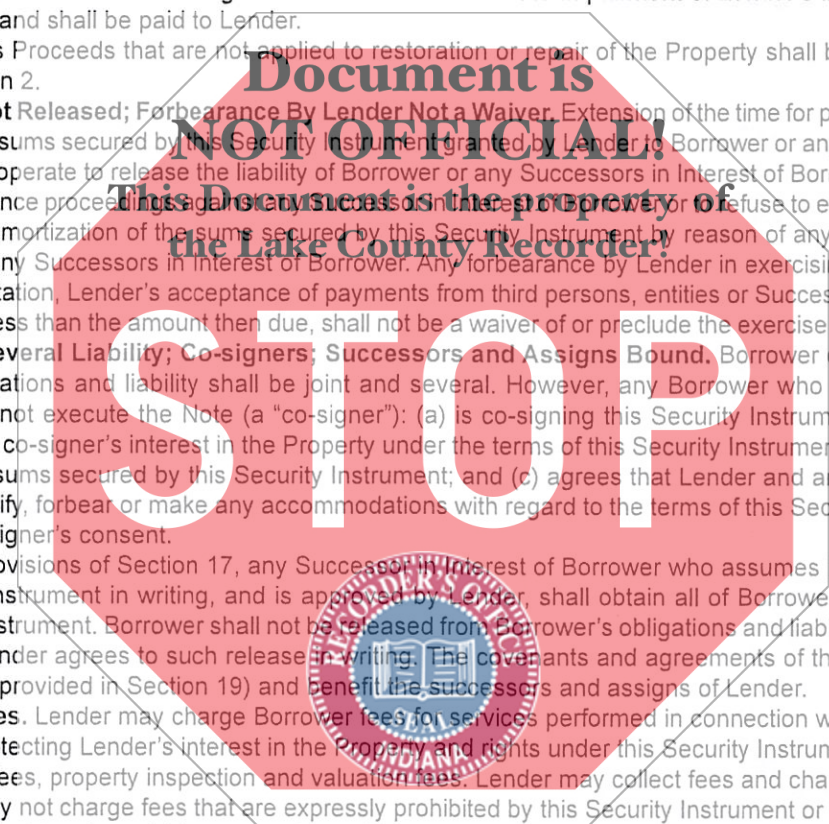 and shall be paid to Lender.
s Proceeds that are not applied to restoration or repair of the Property shall b
n 2.
ot Released; Forbearance By Lender Not a Waiver. Extension of the time for p
sums secured by this Security Instrument granted by Lender to Borrower or an
operate to release the liability of Borrower or any Successors in Interest of Bor
nce proceedings against any Successors in Interest of Borrower or to refuse to e
mortization of the sums secured by this Security Instrument by reason of any
ny Successors in Interest of Borrower. Any forbearance by Lender in exercisi
tation, Lender's acceptance of payments from third persons, entities or Succes
ess than the amount then due, shall not be a waiver of or preclude the exercise
everal Liability; Co-signers; Successors and Assigns Bound. Borrower
ations and liability shall be joint and several. However, any Borrower who
not execute the Note (a “co-signer”): (a) is co-signing this Security Instrum
co-signer's interest in the Property under the terms of this Security Instrumen
sums secured by this Security Instrument; and (c) agrees that Lender and a
ify, forbear or make any accommodations with regard to the terms of this Sec
igner's consent.
ovisions of Section 17, any Successor in Interest of Borrower who assumes
nstrument in writing, and is approved by Lender, shall obtain all of Borrowe
strument. Borrower shall not be released from Borrower's obligations and liab
nder agrees to such release in writing. The covenants and agreements of th
provided in Section 19) and benefit the successors and assigns of Lender.
es. Lender may charge Borrower fees for services performed in connection w
tecting Lender's interest in the Property and rights under this Security Instrum
ees, property inspection and valuation fees. Lender may collect fees and cha
y not charge fees that are expressly prohibited by this Security Instrument or
Document is
NOT OFFICIAL!
This Document is the property of
the Lake County Recorder!
STOP
RECORDER'S OFFICE
SEAL
INDIANA